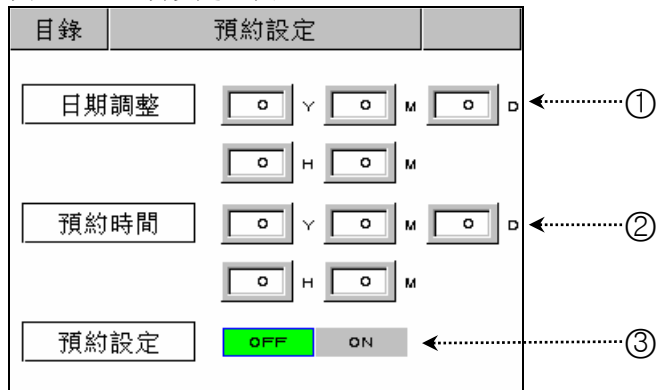 目錄 預約設定
日期調整 0 Y 0 M 0 D ①
0 H 0 M
預約時間 0 Y 0 M 0 D ②
0 H 0 M
預約設定 OFF ON ③